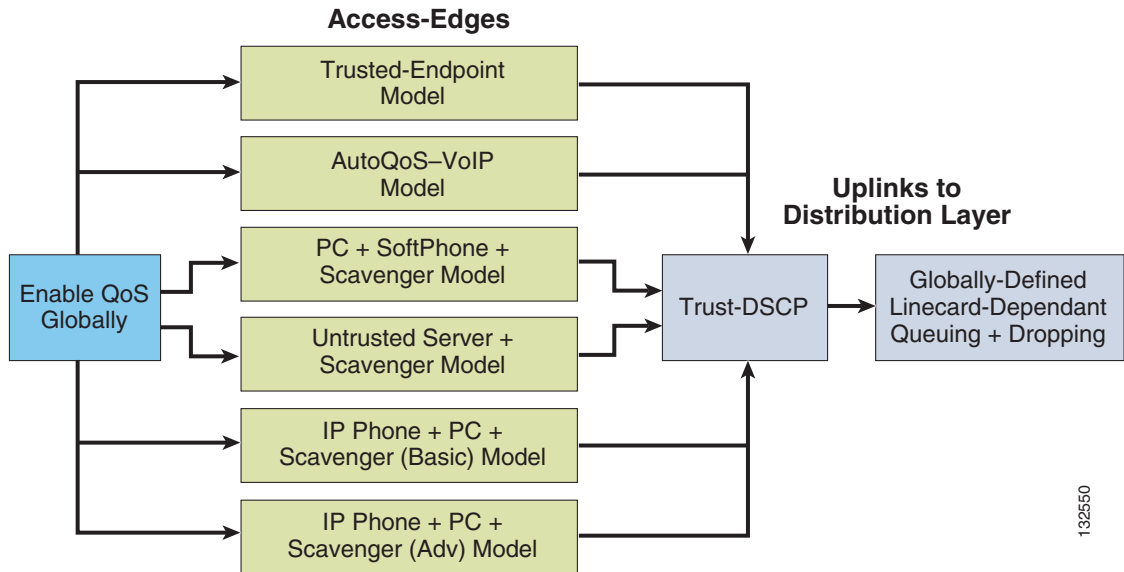 Access-Edges
Trusted-Endpoint
Model
AutoQoS–VoIP
Model
Uplinks to
Distribution Layer
Enable QoS
Globally
PC + SoftPhone +
Scavenger Model
Untrusted Server +
Scavenger Model
Trust-DSCP
Globally-Defined
Linecard-Dependant
Queuing + Dropping
IP Phone + PC +
Scavenger (Basic) Model
IP Phone + PC +
Scavenger (Adv) Model
132550